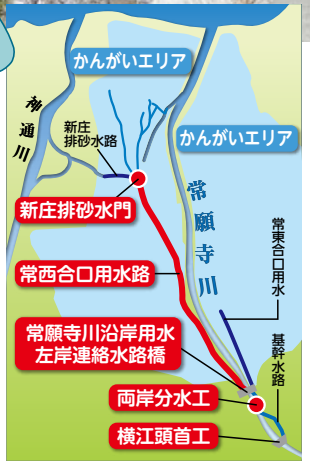 かんがいエリア
神通川
新庄
排砂水路
かんがいエリア
新庄排砂水門
常願寺川
常西合口用水路
常東合口用水
常願寺川沿岸用水
左岸連絡水路橋
基幹水路
両岸分水工
横江頭首工